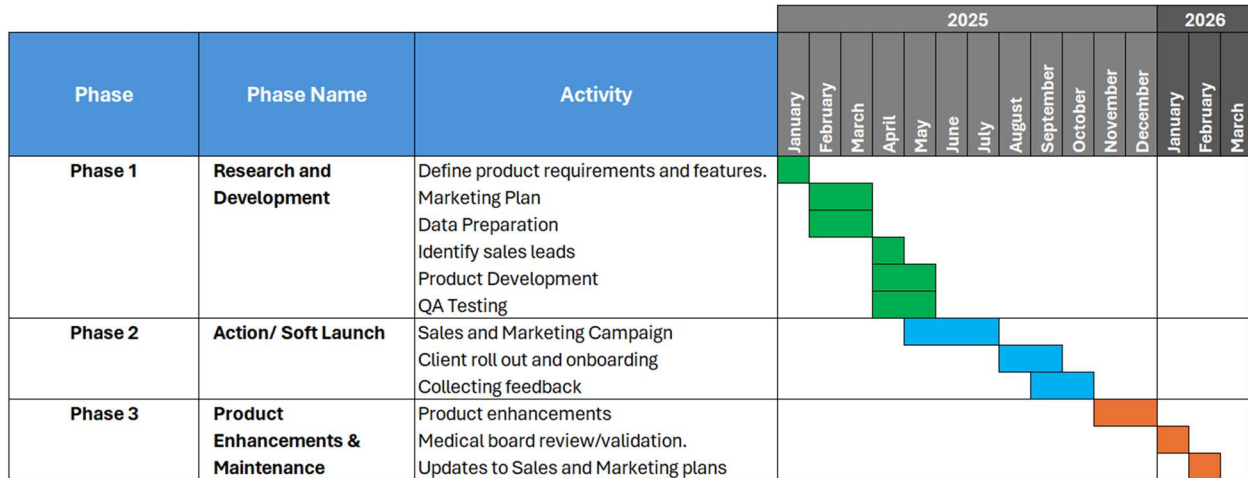 2025 2026
Phase Phase Name Activity January February March April May June July August September October November December January February March
Phase 1 Research and Define product requirements and features.
Development Marketing Plan
Data Preparation
Identify sales leads
Product Development
QA Testing
Phase 2 Action/ Soft Launch Sales and Marketing Campaign
Client roll out and onboarding
Collecting feedback
Phase 3 Product Product enhancements
Enhancements & Medical board review/validation.
Maintenance Updates to Sales and Marketing plans